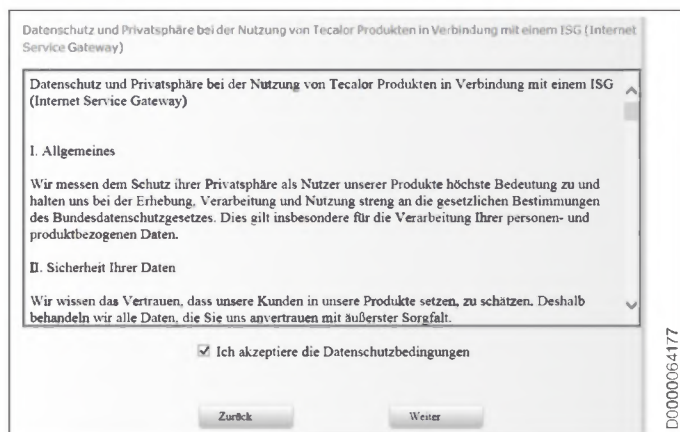 Datenschutz und Privatsphäre bei der Nutzung von Tecalor Produkten in Verbindung mit einem ISG (Internet
Service Gateway)
Datenschutz und Privatsphäre bei der Nutzung von Tecalor Produkten in Verbindung mit einem ISG
(Internet Service Gateway)
I. Allgemeines
Wir messen dem Schutz ihrer Privatsphäre als Nutzer unserer Produkte höchste Bedeutung zu und
halten uns bei der Erhebung, Verarbeitung und Nutzung streng an die gesetzlichen Bestimmungen
des Bundesdatenschutzgesetzes. Dies gilt insbesondere für die Verarbeitung Ihrer personen- und
produktbezogenen Daten.
II. Sicherheit Ihrer Daten
Wir wissen das Vertrauen, dass unsere Kunden in unsere Produkte setzen, zu schätzen. Deshalb
behandeln wir alle Daten, die Sie uns anvertrauen mit äußerster Sorgfalt.
Ich akzeptiere die Datenschutzbedingungen
Zurück
Weiter
D0000064177